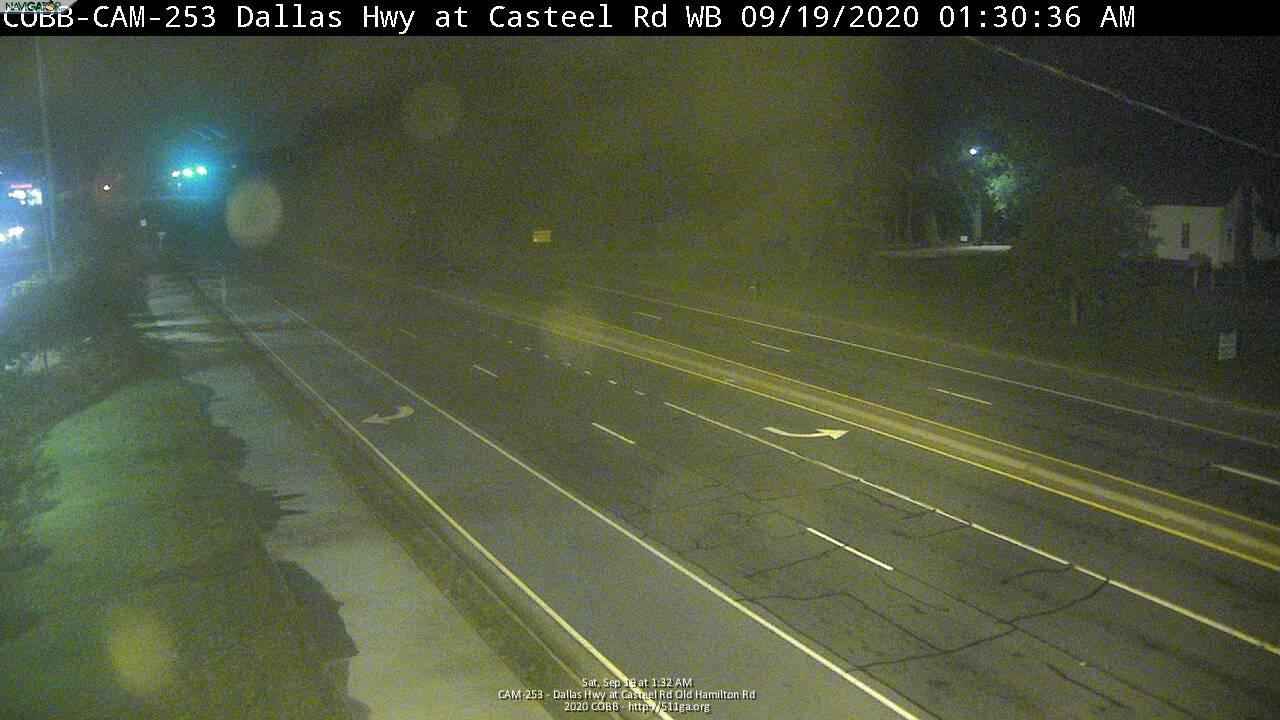 NAVIGATOR
COBB-CAM-253 Dallas Hwy at Casteel Rd WB 09/19/2020 01:30:36 AM
Sat, Sep 19 at 1:32 AM
CAM-253 - Dallas Hwy at Casteel Rd Old Hamilton Rd
2020 COBB - http://511ga.org